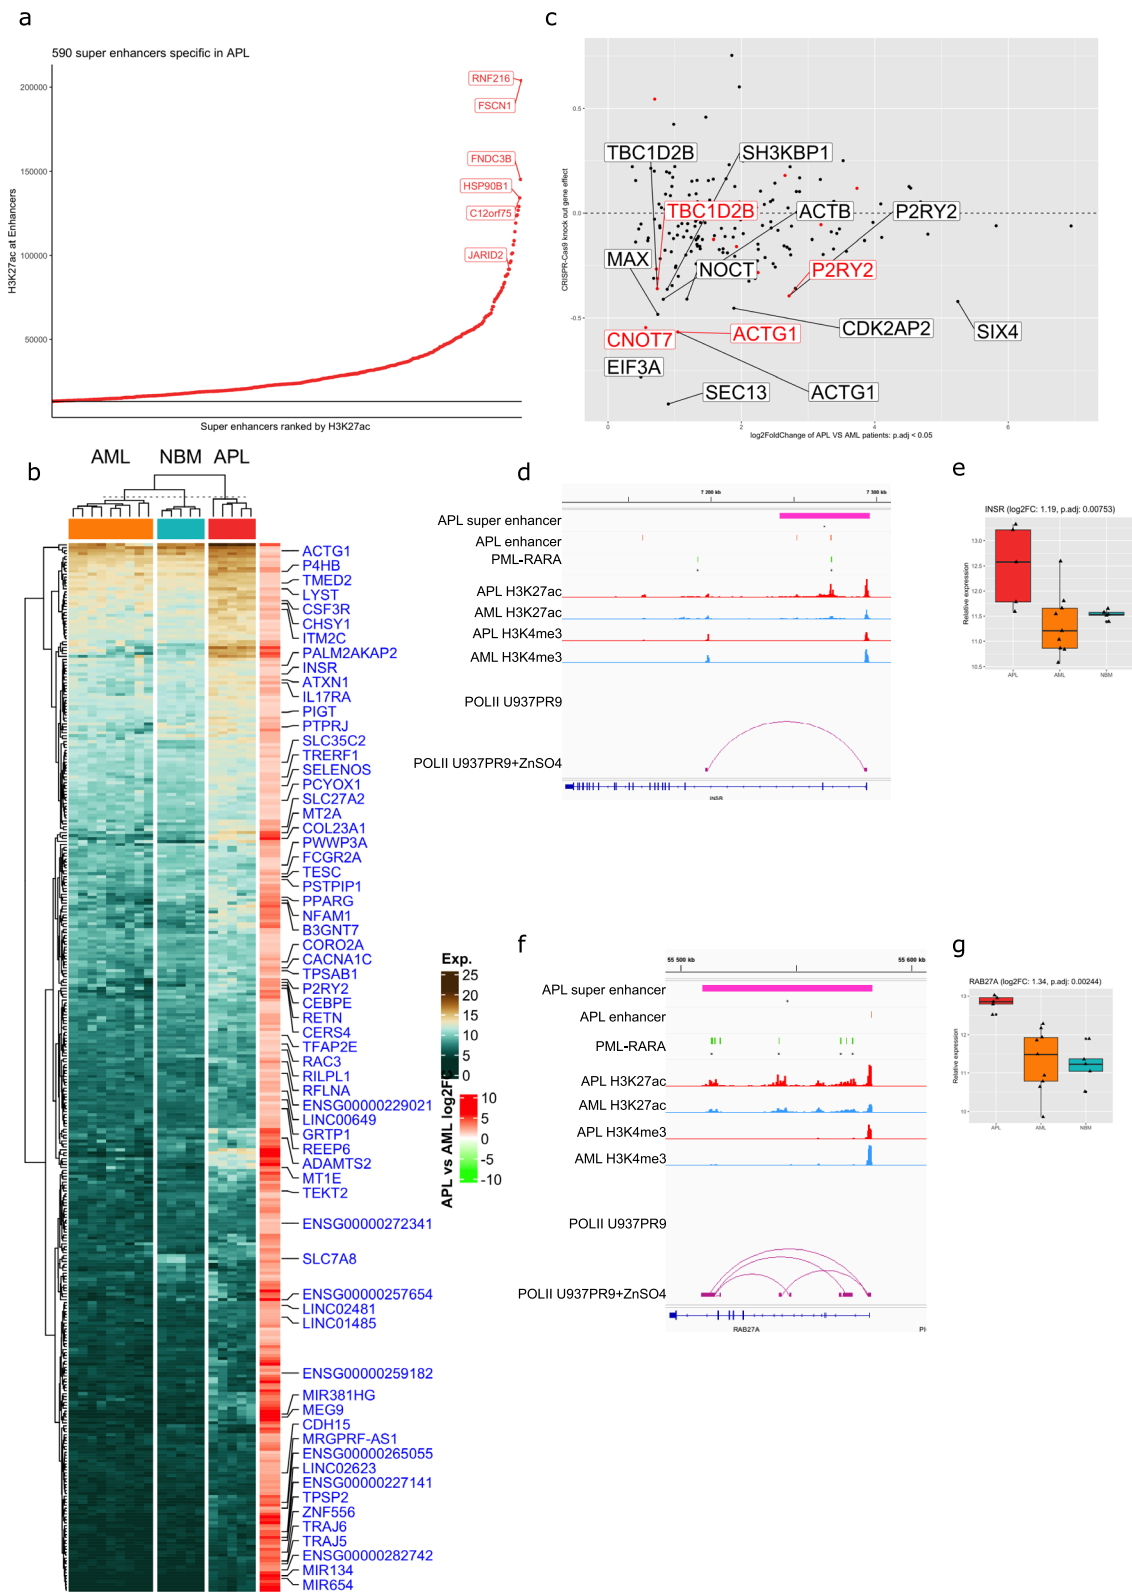 a
590 super enhancers specific in APL
H3K27ac at Enhancers
200000
150000
100000
50000
RNF216
FSCN1
FNDC3B
HSP90B1
C12orf75
JARID2
Super enhancers ranked by H3K27ac
c
CRISPR-Cas9 knock out gene effect
0.5
0.0
-0.5
TBC1D2B
SH3KBP1
TBC1D2B
ACTB
P2RY2
MAX
NOCT
P2RY2
CNOT7
ACTG1
CDK2AP2
SIX4
EIF3A
SEC13
ACTG1
0
2
4
6
log2FoldChange of APL VS AML patients: p.adj < 0.05
b
AML
NBM
APL
ACTG1
P4HB
TMED2
LYST
CSF3R
CHSY1
ITM2C
PALM2AKAP2
INSR
ATXN1
IL17RA
PIGT
PTPRJ
SLC35C2
TRERF1
SELENOS
PCYOX1
SLC27A2
MT2A
COL23A1
PWWP3A
FCGR2A
TESC
PSTPIP1
PPARG
NFAM1
B3GNT7
CORO2A
CACNA1C
TPSAB1
P2RY2
CEBPE
RETN
CERS4
TFAP2E
RAC3
RILPL1
RFLNA
ENSG00000229021
LINC00649
GRTP1
REEP6
ADAMTS2
MT1E
TEKT2
ENSG00000272341
SLC7A8
ENSG00000257654
LINC02481
LINC01485
ENSG00000259182
MIR381HG
MEG9
CDH15
MRGPRF-AS1
ENSG00000265055
LINC02623
ENSG00000227141
TPSP2
ZNF556
TRAJ6
TRAJ5
ENSG00000282742
MIR134
MIR654
Exp.
25
20
15
10
5
0
APL vs AML log2FC
10
5
0
-5
-10
d
7 200 kb
7 300 kb
APL super enhancer
APL enhancer
PML-RARA
APL H3K27ac
AML H3K27ac
APL H3K4me3
AML H3K4me3
POLII U937PR9
POLII U937PR9+ZnSO4
INSR
e
INSR (log2FC: 1.19, p.adj: 0.00753)
Relative expression
13.0
12.5
12.0
11.5
11.0
10.5
APL
AML
NBM
f
55 500 kb
55 600 kb
APL super enhancer
APL enhancer
PML-RARA
APL H3K27ac
AML H3K27ac
APL H3K4me3
AML H3K4me3
POLII U937PR9
POLII U937PR9+ZnSO4
RAB27A
g
RAB27A (log2FC: 1.34, p.adj: 0.00244)
Relative expression
13
12
11
10
APL
AML
NBM